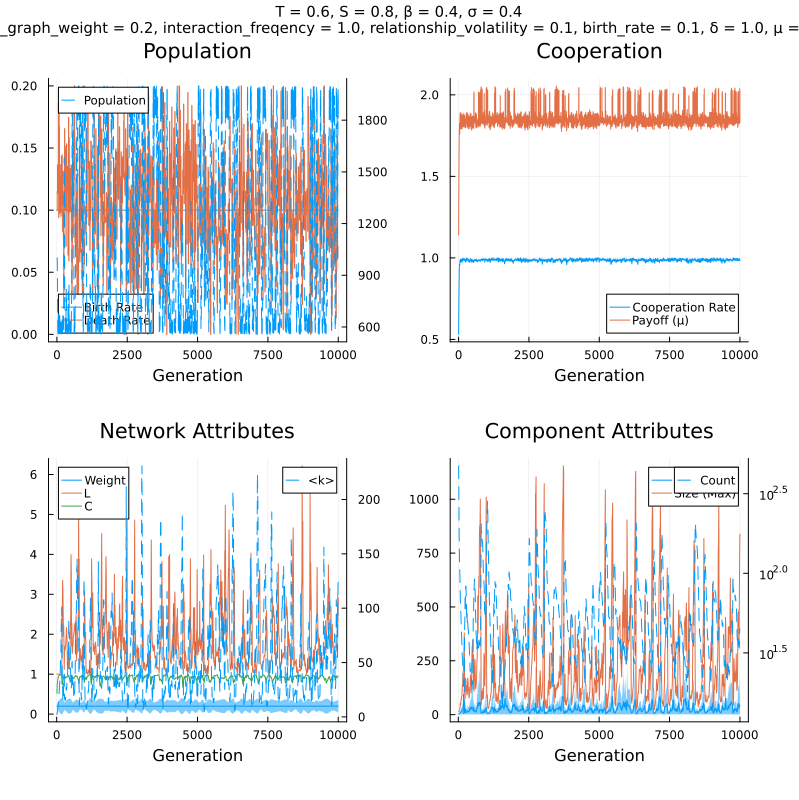 T = 0.6, S = 0.8, β = 0.4, σ = 0.4
_graph_weight = 0.2, interaction_freqency = 1.0, relationship_volatility = 0.1, birth_rate = 0.1, δ = 1.0, μ =
Population
Cooperation
0.20
0.15
0.10
0.05
0.00
Population
Birth Rate
Death Rate
1800
1500
1200
900
600
0
2500
5000
7500
10000
Generation
2.0
1.5
1.0
0.5
Cooperation Rate
Payoff (μ)
0
2500
5000
7500
10000
Generation
Network Attributes
Component Attributes
6
5
4
3
2
1
0
Weight
L
C
<k>
200
150
100
50
0
0
2500
5000
7500
10000
Generation
1000
750
500
250
0
Count
Size (Max)
10^2.5
10^2.0
10^1.5
0
2500
5000
7500
10000
Generation